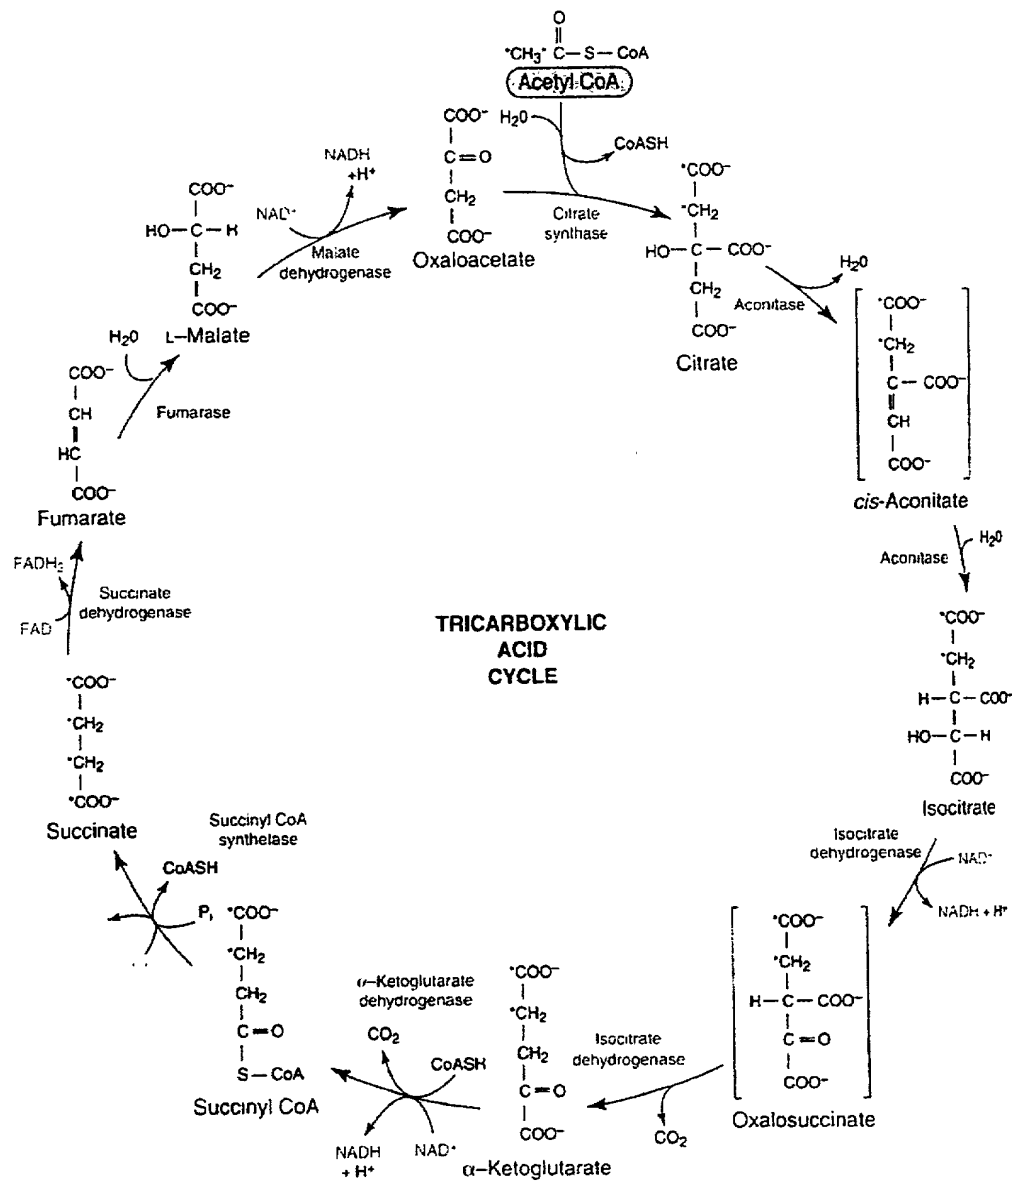 O
||
*CH3* C—S—CoA
Acetyl CoA
H2O
CoASH
COO−
C=O
CH2
COO−
Oxaloacetate
Citrate
synthase
*COO−
*CH2
HO—C—COO−
CH2
COO−
Citrate
H2O
Aconitase
*COO−
*CH2
C—COO−
||
CH
COO−
cis-Aconitate
Aconitase
H2O
*COO−
*CH2
H—C—COO−
HO—C—H
COO−
Isocitrate
Isocitrate
dehydrogenase
NAD+
NADH + H+
*COO−
*CH2
H—C—COO−
C=O
COO−
Oxalosuccinate
Isocitrate
dehydrogenase
CO2
*COO−
*CH2
CH2
C=O
COO−
α–Ketoglutarate
α–Ketoglutarate
dehydrogenase
CO2
CoASH
NADH
+ H+
NAD+
*COO−
*CH2
CH2
C=O
S—CoA
Succinyl CoA
Succinyl CoA
synthelase
CoASH
Pi
*COO−
*CH2
*CH2
*COO−
Succinate
FADH2
FAD
Succinate
dehydrogenase
COO−
CH
||
HC
COO−
Fumarate
H2O
Fumarase
COO−
HO—C—H
CH2
COO−
L–Malate
NAD+
NADH
+H+
Malate
dehydrogenase
TRICARBOXYLIC
ACID
CYCLE